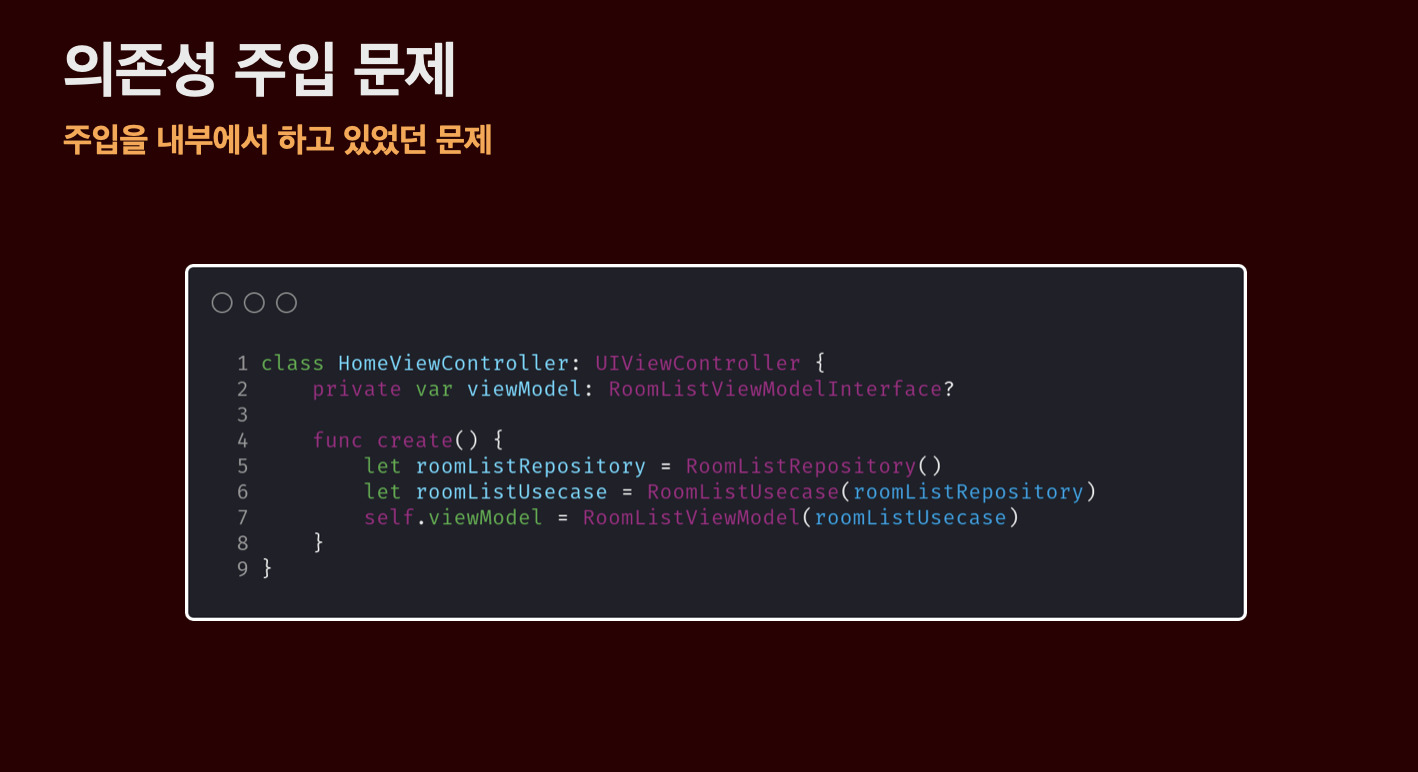 의존성 주입 문제
주입을 내부에서 하고 있었던 문제
1 class HomeViewController: UIViewController {
2     private var viewModel: RoomListViewModelInterface?
3
4     func create() {
5         let roomListRepository = RoomListRepository()
6         let roomListUsecase = RoomListUsecase(roomListRepository)
7         self.viewModel = RoomListViewModel(roomListUsecase)
8     }
9 }